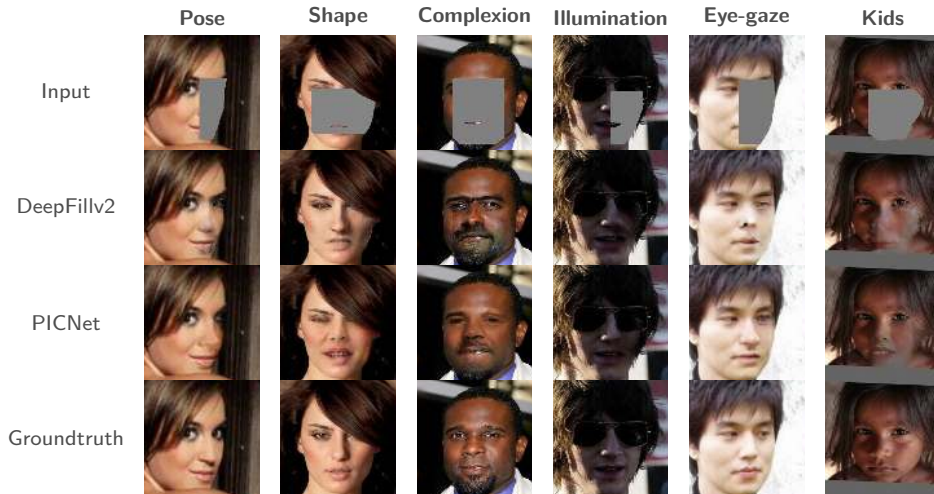 Pose Shape Complexion Illumination Eye-gaze Kids
Input
DeepFillv2
PICNet
Groundtruth